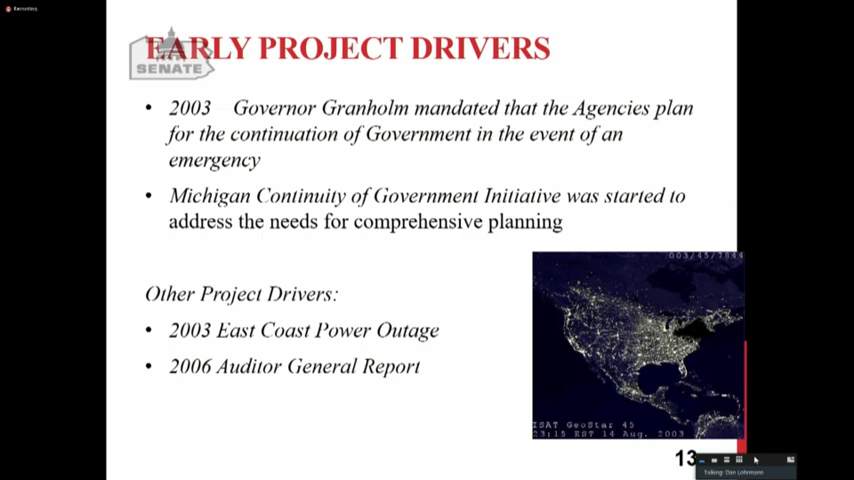 Recording
EARLY PROJECT DRIVERS
SENATE
• 2003 Governor Granholm mandated that the Agencies plan
for the continuation of Government in the event of an
emergency
• Michigan Continuity of Government Initiative was started to
address the needs for comprehensive planning
Other Project Drivers:
• 2003 East Coast Power Outage
• 2006 Auditor General Report
003/45/7844
ISAT GeoStar 45
23:15 EST 14 Aug. 2003
13
Talking: Dan Lohrmann